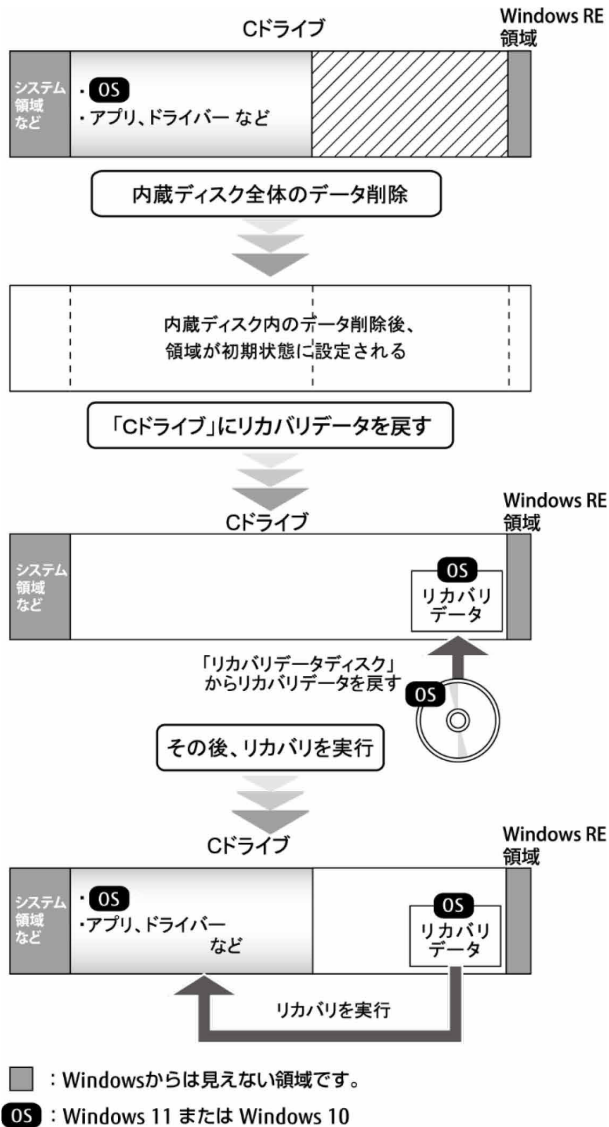 Cドライブ
Windows RE
領域
システム
領域
など
・OS
・アプリ、ドライバー など
内蔵ディスク全体のデータ削除
内蔵ディスク内のデータ削除後、
領域が初期状態に設定される
「Cドライブ」にリカバリデータを戻す
Cドライブ
Windows RE
領域
システム
領域
など
OS
リカバリ
データ
「リカバリデータディスク」
からリカバリデータを戻す
OS
その後、リカバリを実行
Cドライブ
Windows RE
領域
システム
領域
など
・OS
・アプリ、ドライバー
など
OS
リカバリ
データ
リカバリを実行
：Windowsからは見えない領域です。
OS：Windows 11 または Windows 10